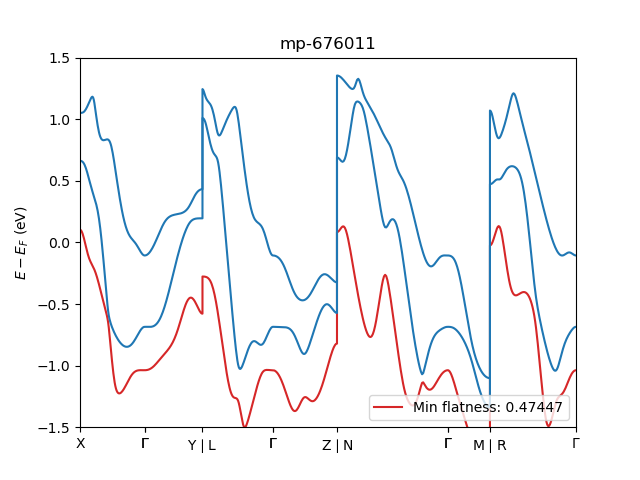 mp-676011
E − E_F (eV)
1.5
1.0
0.5
0.0
−0.5
−1.0
−1.5
Min flatness: 0.47447
X Γ Y | L Γ Z | N Γ M | R Γ